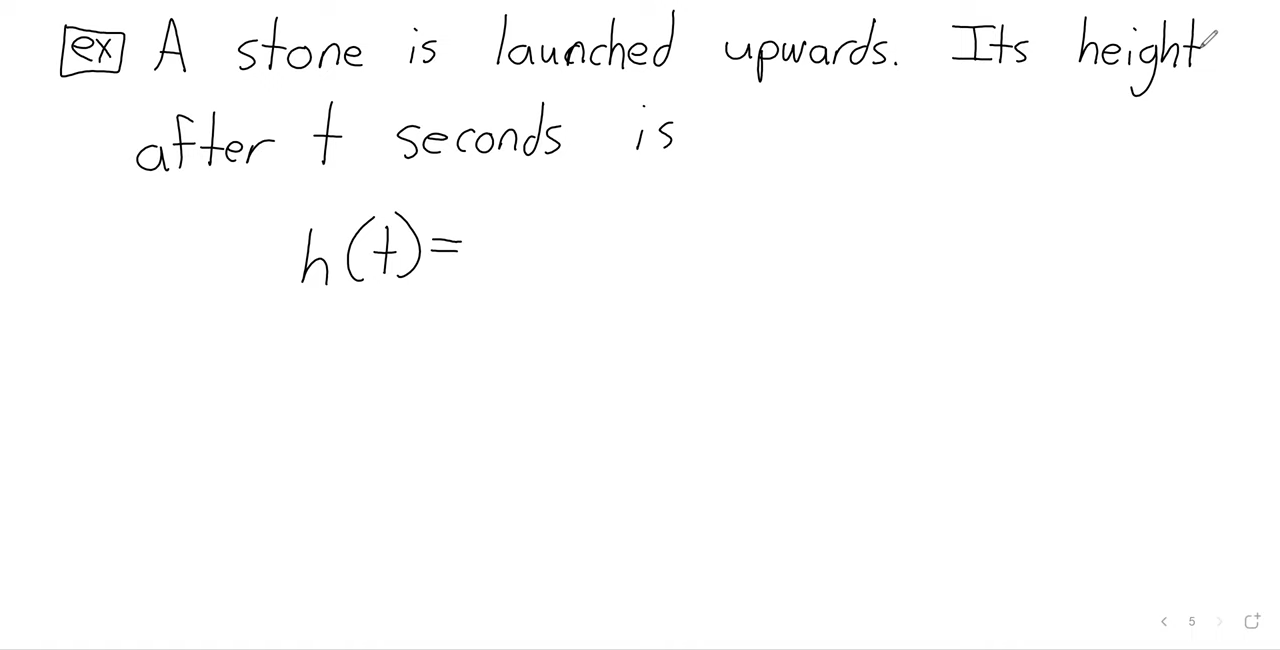 ex A stone is launched upwards. Its height
after t seconds is
h(t)=
5